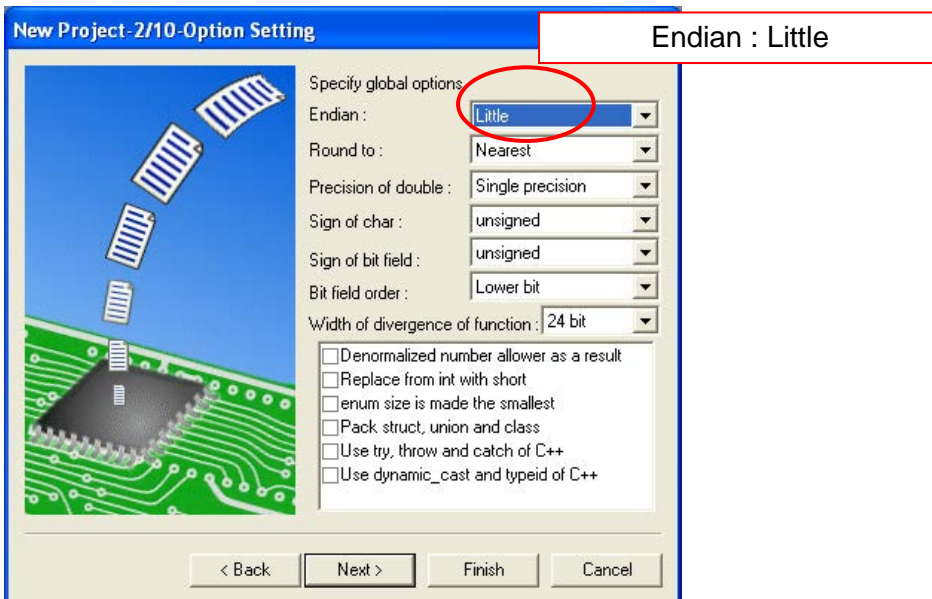 New Project-2/10-Option Setting
Endian : Little
Specify global options
Endian : Little
Round to : Nearest
Precision of double : Single precision
Sign of char : unsigned
Sign of bit field : unsigned
Bit field order : Lower bit
Width of divergence of function : 24 bit
Denormalized number allower as a result
Replace from int with short
enum size is made the smallest
Pack struct, union and class
Use try, throw and catch of C++
Use dynamic_cast and typeid of C++
< Back Next > Finish Cancel